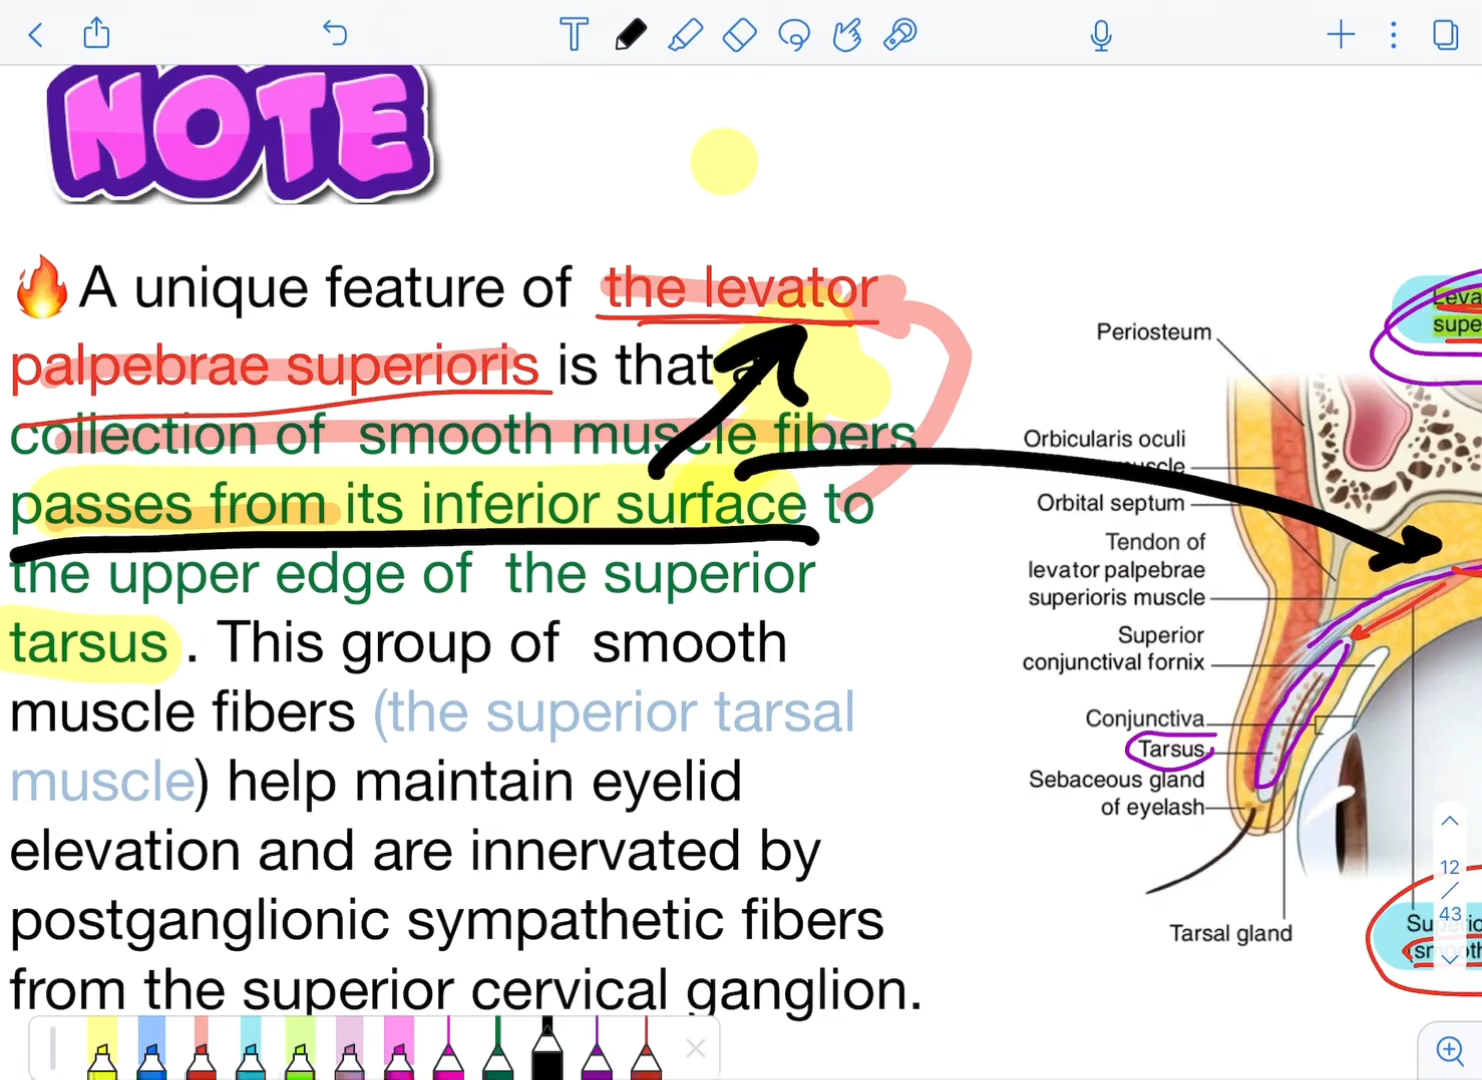 NOTE
A unique feature of the levator
palpebrae superioris is that a
collection of smooth muscle fibers
passes from its inferior surface to
the upper edge of the superior
tarsus . This group of smooth
muscle fibers (the superior tarsal
muscle) help maintain eyelid
elevation and are innervated by
postganglionic sympathetic fibers
from the superior cervical ganglion.
Periosteum
Orbicularis oculi
muscle
Orbital septum
Tendon of
levator palpebrae
superioris muscle
Superior
conjunctival fornix
Conjunctiva
Tarsus
Sebaceous gland
of eyelash
Tarsal gland
Leva
supe
12
/
43